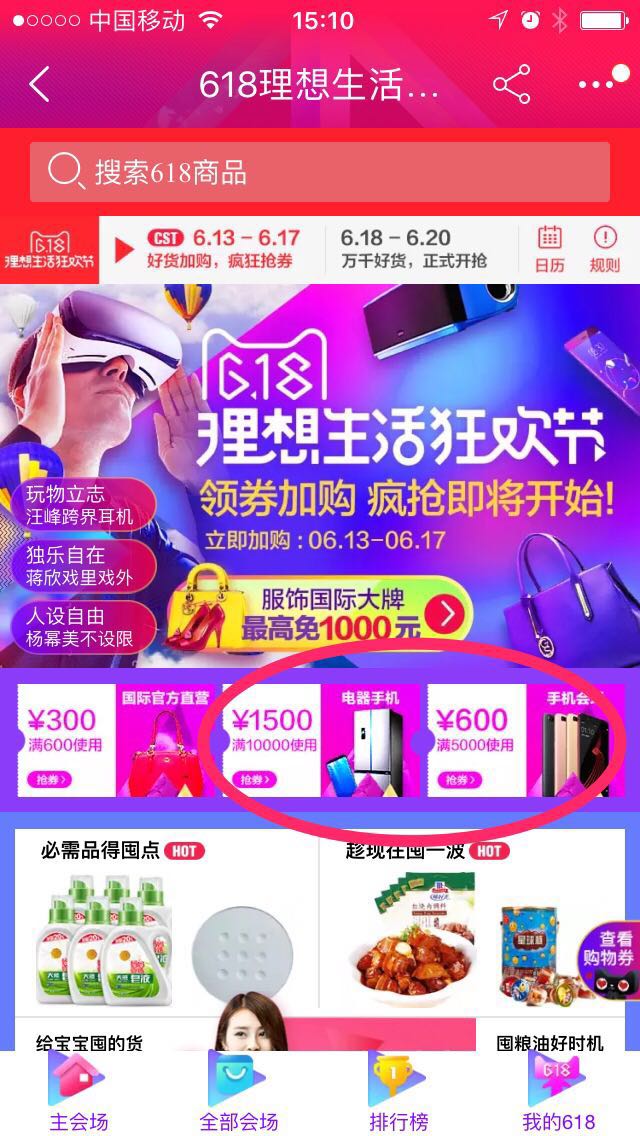 中国移动
15:10
618理想生活...
搜索618商品
6.18
理想生活狂欢节
CST 6.13-6.17
好货加购，疯狂抢券
6.18-6.20
万千好货，正式开抢
日历
规则
6.18
理想生活狂欢节
领券加购 疯抢即将开始!
立即加购:06.13-06.17
玩物立志
汪峰跨界耳机
独乐自在
蒋欣戏里戏外
人设自由
杨幂美不设限
服饰国际大牌
最高免1000元
国际官方直营
¥300
满600使用
抢券
电器手机
¥1500
满10000使用
抢券
手机会场
¥600
满5000使用
抢券
必需品得囤点 HOT
趁现在囤一波 HOT
查看
购物券
给宝宝囤的货
囤粮油好时机
主会场
全部会场
1
排行榜
618
我的618